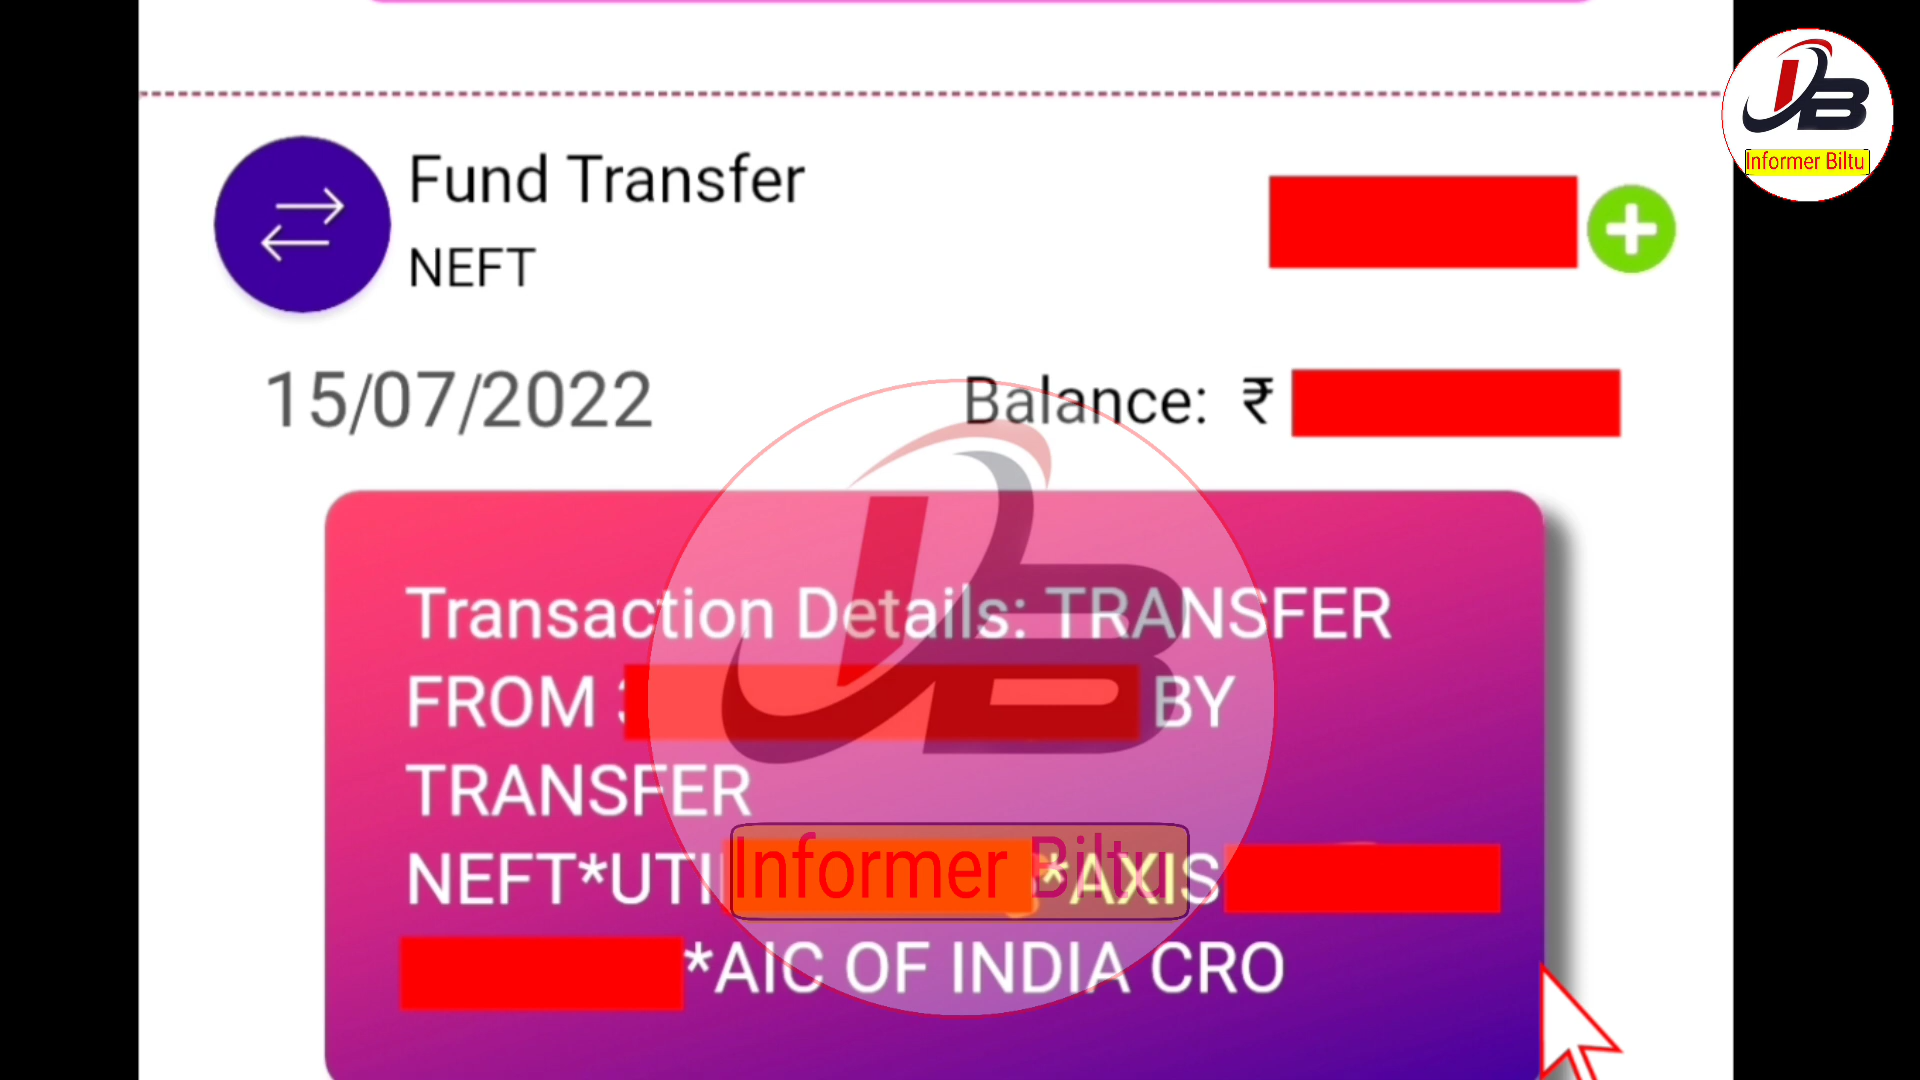 Informer Biltu
Fund Transfer
NEFT
15/07/2022
Balance: ₹
Transaction Details: TRANSFER
FROM BY
TRANSFER
NEFT*UTI *AXIS
*AIC OF INDIA CRO
Informer Biltu